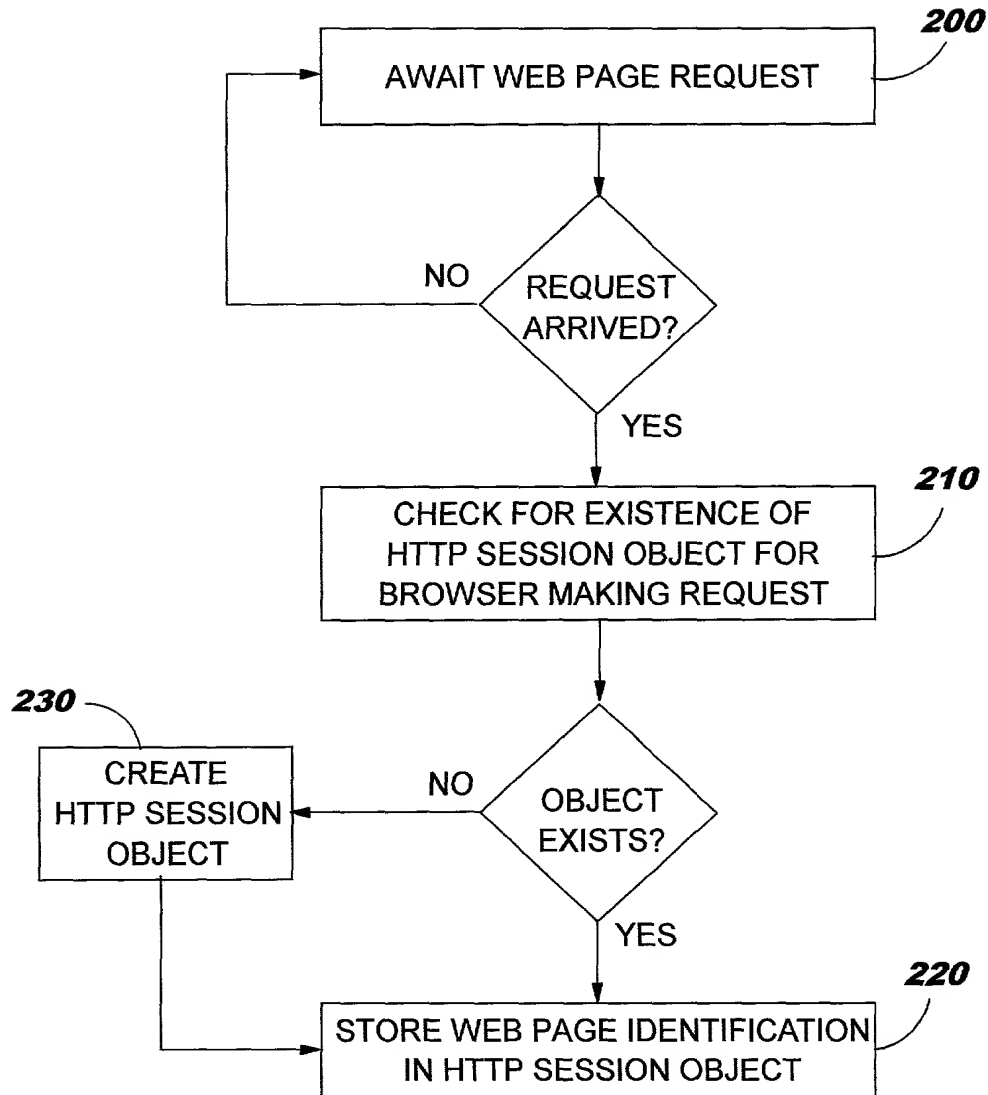 200
AWAIT WEB PAGE REQUEST
NO
REQUEST
ARRIVED?
YES
210
CHECK FOR EXISTENCE OF
HTTP SESSION OBJECT FOR
BROWSER MAKING REQUEST
230
CREATE
HTTP SESSION
OBJECT
NO
OBJECT
EXISTS?
YES
220
STORE WEB PAGE IDENTIFICATION
IN HTTP SESSION OBJECT